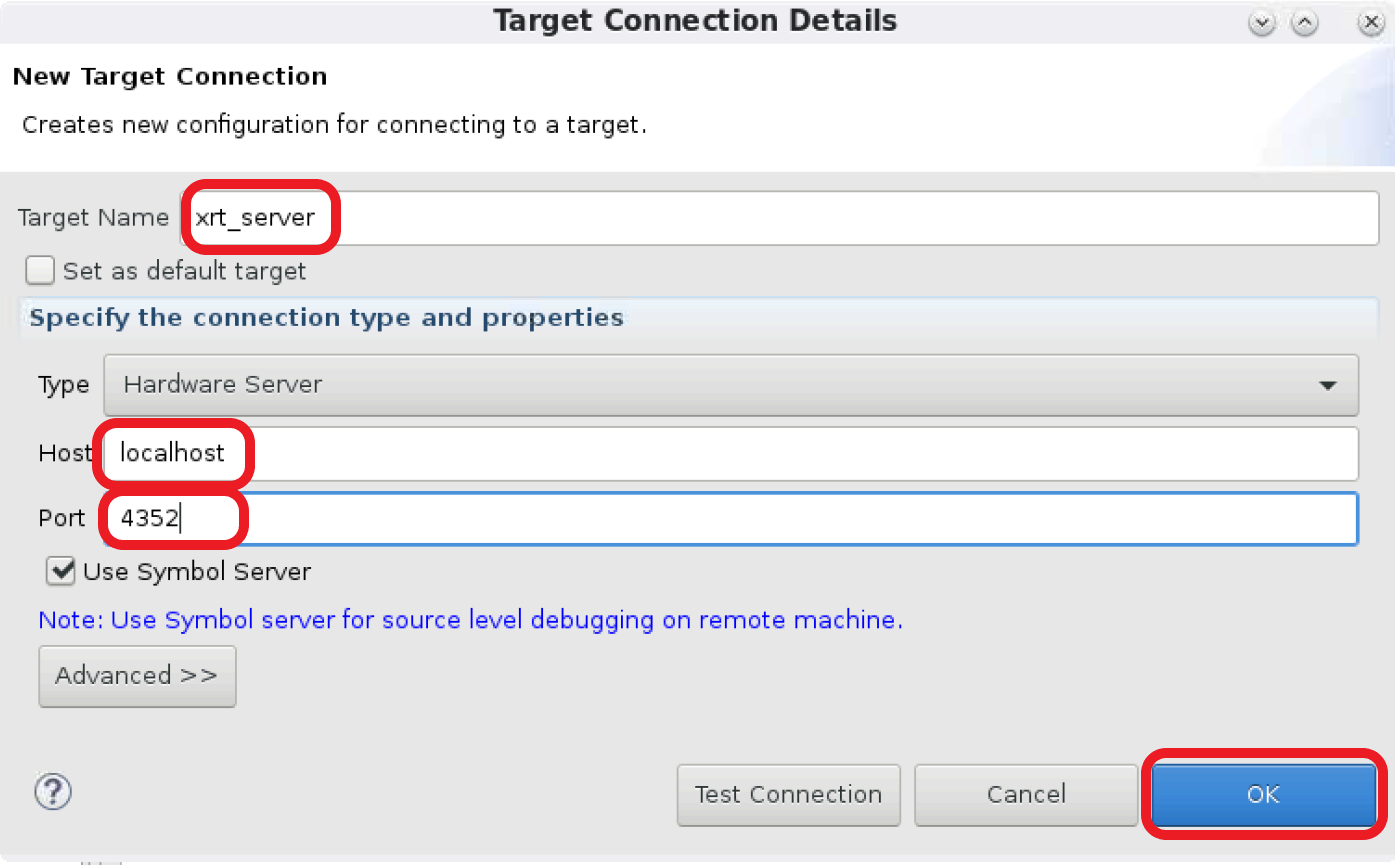 Target Connection Details
New Target Connection
Creates new configuration for connecting to a target.
Target Name xrt_server
Set as default target
Specify the connection type and properties
Type Hardware Server
Host localhost
Port 4352
Use Symbol Server
Note: Use Symbol server for source level debugging on remote machine.
Advanced >>
? Test Connection Cancel OK